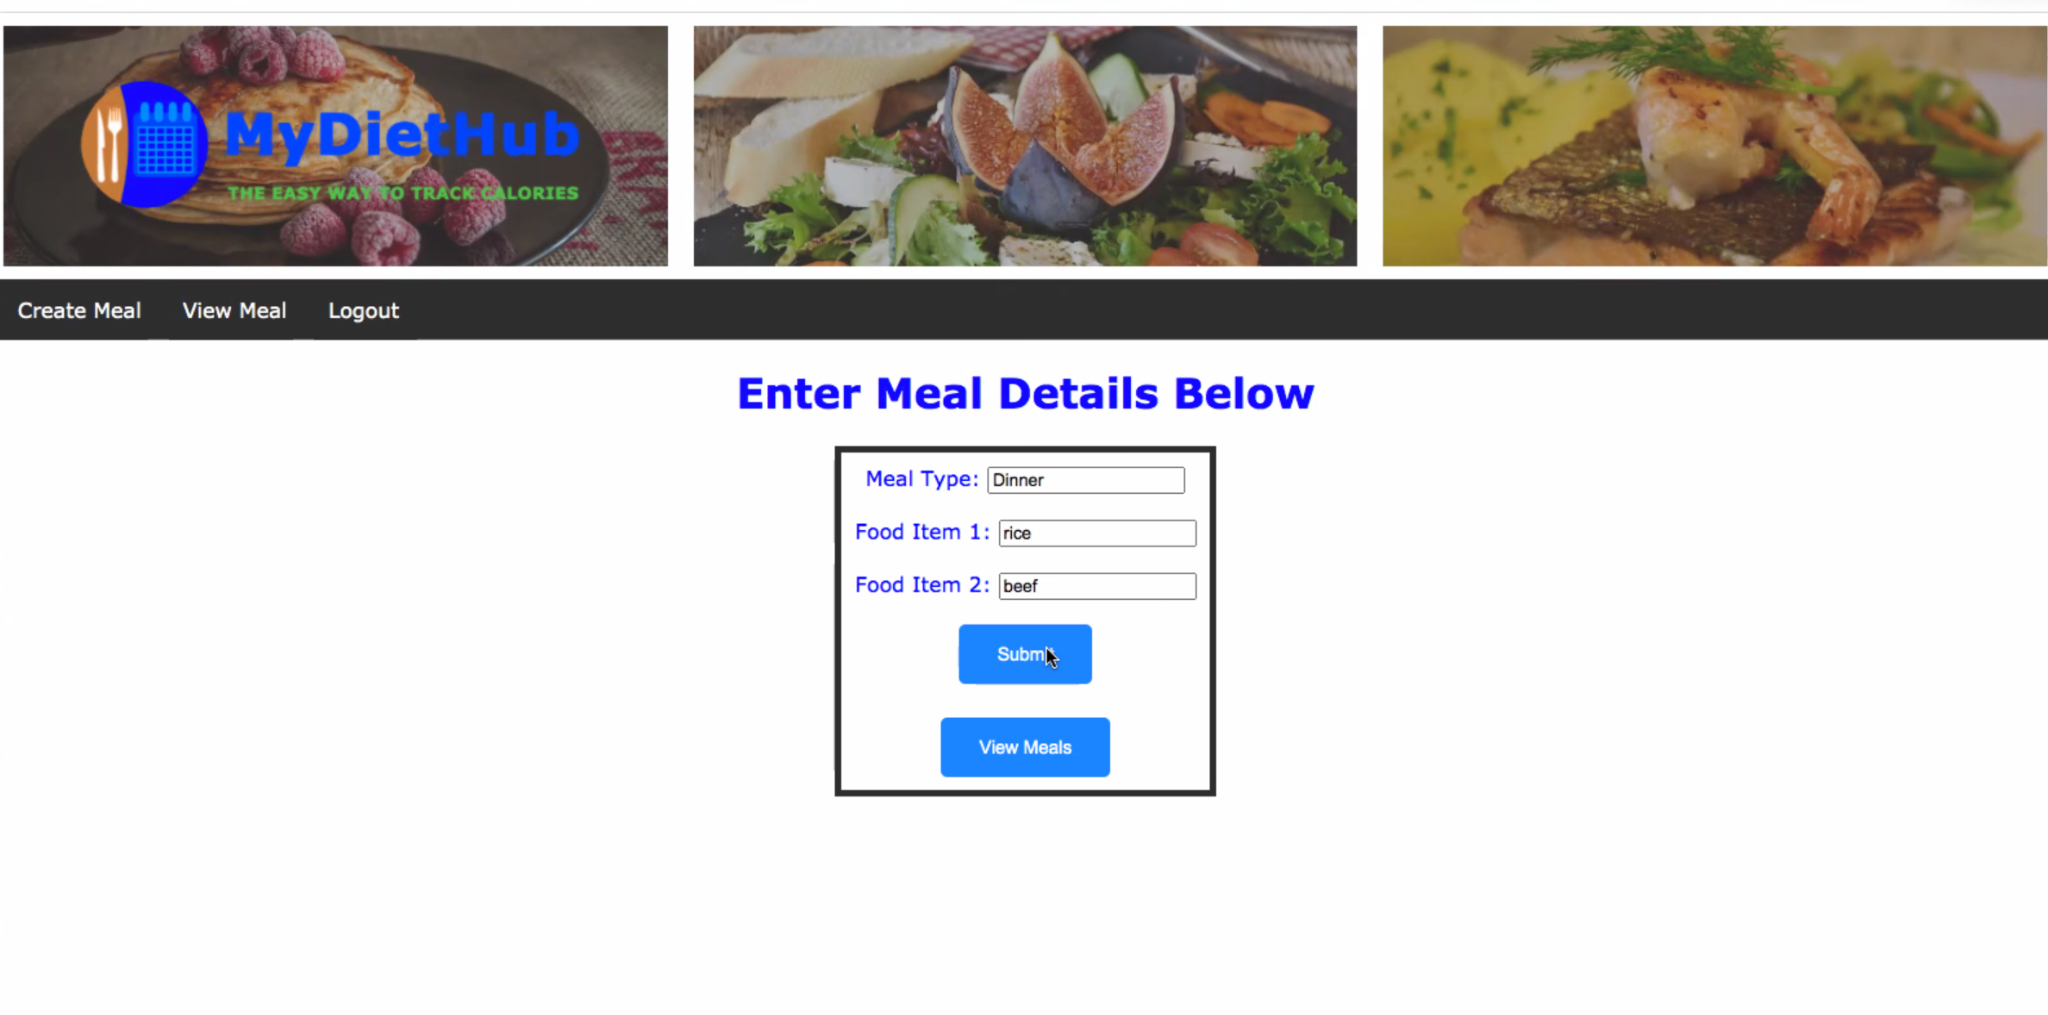 MyDietHub
THE EASY WAY TO TRACK CALORIES
Create Meal View Meal Logout
Enter Meal Details Below
Meal Type: Dinner
Food Item 1: rice
Food Item 2: beef
Submit
View Meals